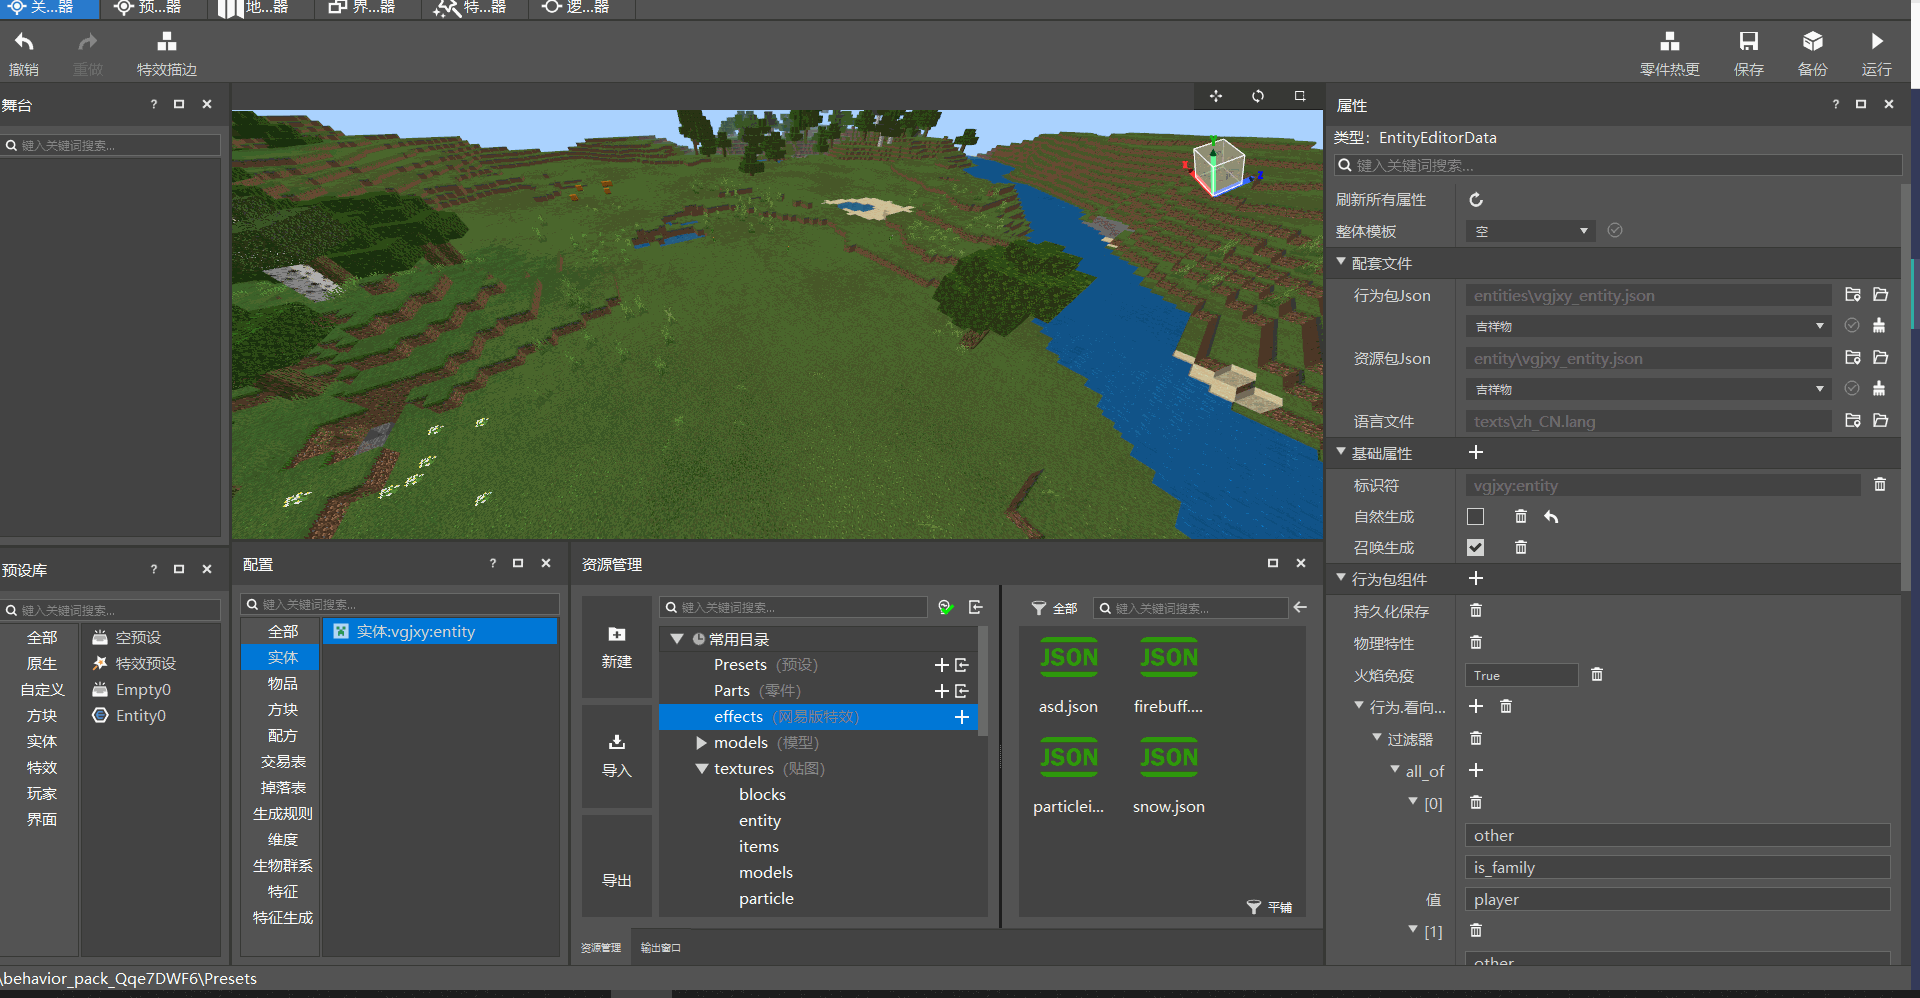 关...器
预...器
地...器
界...器
特...器
逻...器
撤销
重做
特效描边
零件热更
保存
备份
运行
舞台
?
键入关键词搜索...
Y
X
Z
属性
?
类型: EntityEditorData
键入关键词搜索...
刷新所有属性
整体模板
空
配套文件
行为包Json
entities\vgjxy_entity.json
吉祥物
资源包Json
entity\vgjxy_entity.json
吉祥物
语言文件
texts\zh_CN.lang
基础属性
标识符
vgjxy:entity
自然生成
召唤生成
行为包组件
持久化保存
物理特性
火焰免疫
True
行为.看向...
过滤器
all_of
[0]
other
is_family
值
player
[1]
other
预设库
?
键入关键词搜索...
全部
原生
自定义
方块
实体
特效
玩家
界面
空预设
特效预设
Empty0
Entity0
配置
?
键入关键词搜索...
全部
实体
物品
方块
配方
交易表
掉落表
生成规则
维度
生物群系
特征
特征生成
实体:vgjxy:entity
资源管理
新建
导入
导出
键入关键词搜索...
常用目录
Presets (预设)
Parts (零件)
effects (网易版特效)
models (模型)
textures (贴图)
blocks
entity
items
models
particle
全部
键入关键词搜索...
JSON
asd.json
JSON
firebuff....
JSON
particlei...
JSON
snow.json
平铺
资源管理
输出窗口
\behavior_pack_Qqe7DWF6\Presets